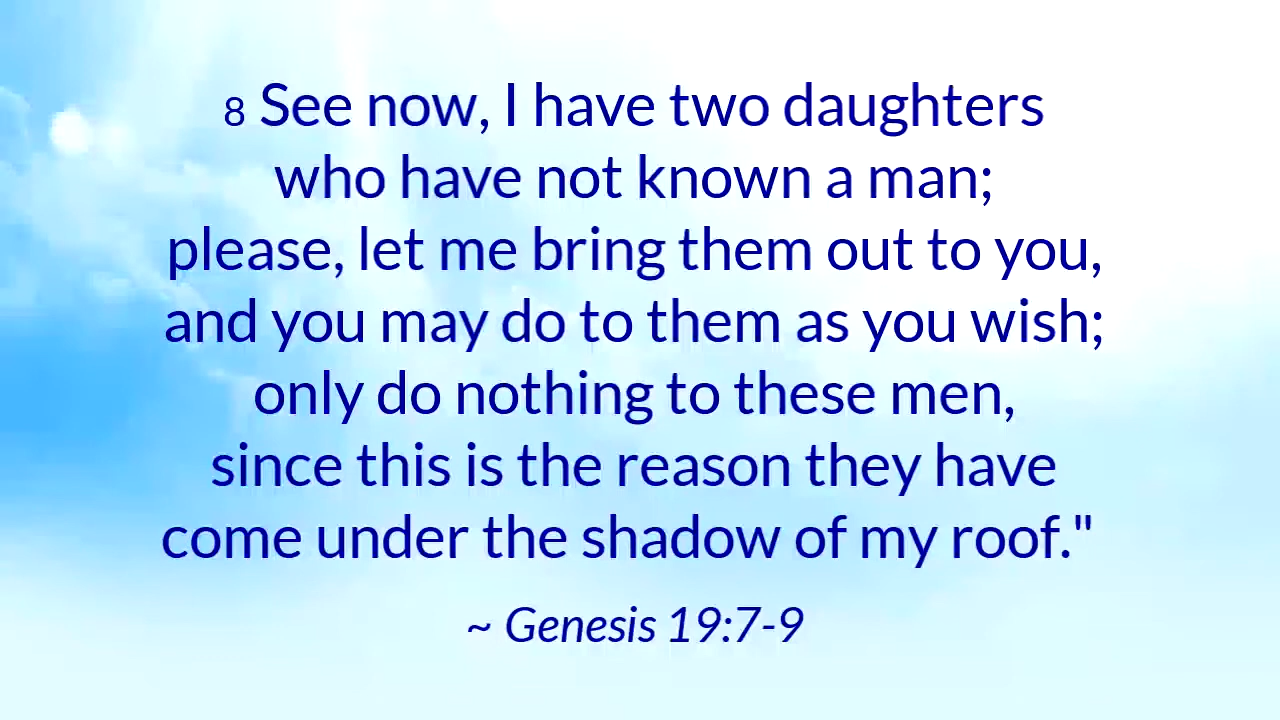 8 See now, I have two daughters
who have not known a man;
please, let me bring them out to you,
and you may do to them as you wish;
only do nothing to these men,
since this is the reason they have
come under the shadow of my roof."
~ Genesis 19:7-9